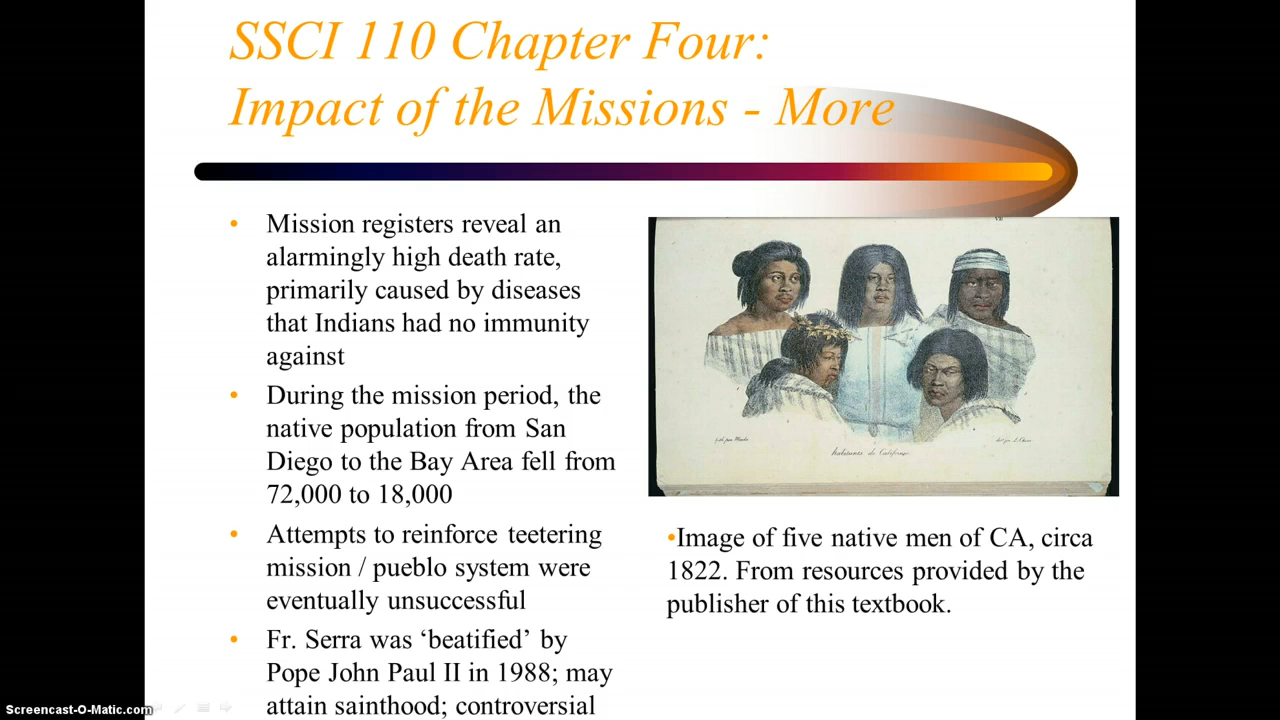 SSCI 110 Chapter Four:
Impact of the Missions - More
• Mission registers reveal an
alarmingly high death rate,
primarily caused by diseases
that Indians had no immunity
against
• During the mission period, the
native population from San
Diego to the Bay Area fell from
72,000 to 18,000
• Attempts to reinforce teetering
mission / pueblo system were
eventually unsuccessful
• Fr. Serra was ‘beatified’ by
Pope John Paul II in 1988; may
attain sainthood; controversial
VII
habitants de Californie
•Image of five native men of CA, circa
1822. From resources provided by the
publisher of this textbook.
Screencast-O-Matic.com